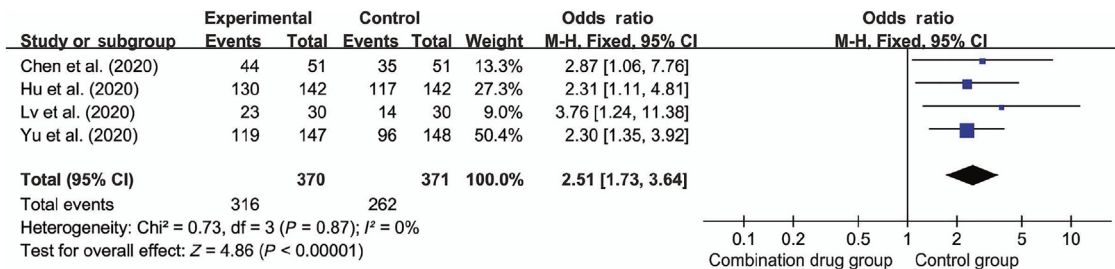 Experimental Control Odds ratio Odds ratio
Study or subgroup Events Total Events Total Weight M-H, Fixed, 95% CI M-H, Fixed, 95% CI
Chen et al. (2020) 44 51 35 51 13.3% 2.87 [1.06, 7.76]
Hu et al. (2020) 130 142 117 142 27.3% 2.31 [1.11, 4.81]
Lv et al. (2020) 23 30 14 30 9.0% 3.76 [1.24, 11.38]
Yu et al. (2020) 119 147 96 148 50.4% 2.30 [1.35, 3.92]
Total (95% CI) 370 371 100.0% 2.51 [1.73, 3.64]
Total events 316 262
Heterogeneity: Chi² = 0.73, df = 3 (P = 0.87); I² = 0%
Test for overall effect: Z = 4.86 (P < 0.00001)
0.1 0.2 0.5 1 2 5 10
Combination drug group Control group